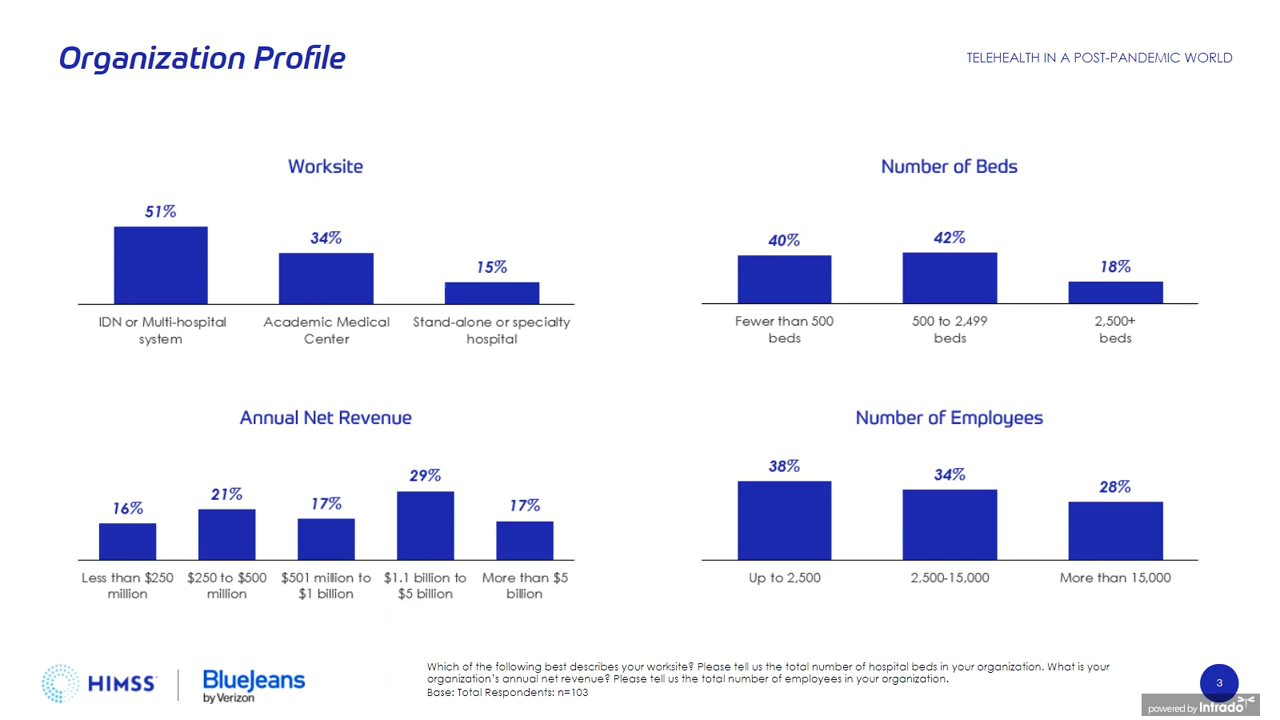 Organization Profile
TELEHEALTH IN A POST-PANDEMIC WORLD
Worksite
51%
34%
15%
IDN or Multi-hospital
system
Academic Medical
Center
Stand-alone or specialty
hospital
Number of Beds
40%
42%
18%
Fewer than 500
beds
500 to 2,499
beds
2,500+
beds
Annual Net Revenue
16%
21%
17%
29%
17%
Less than $250
million
$250 to $500
million
$501 million to
$1 billion
$1.1 billion to
$5 billion
More than $5
billion
Number of Employees
38%
34%
28%
Up to 2,500
2,500-15,000
More than 15,000
HIMSS
BlueJeans
by Verizon
Which of the following best describes your worksite? Please tell us the total number of hospital beds in your organization. What is your
organization's annual net revenue? Please tell us the total number of employees in your organization.
Base: Total Respondents: n=103
3
powered by Intrado